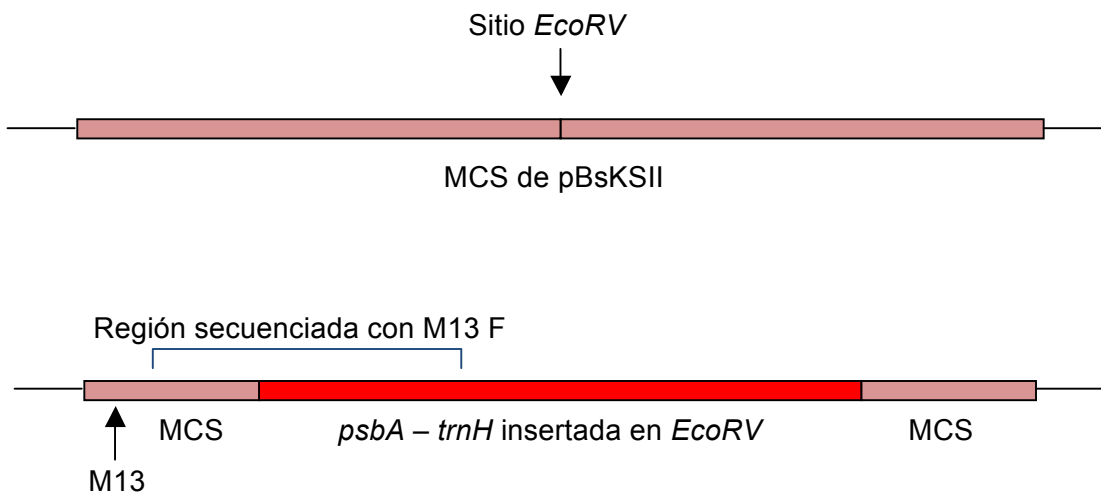 Sitio EcoRV
MCS de pBsKSII
Región secuenciada con M13 F
MCS
psbA – trnH insertada en EcoRV
MCS
M13